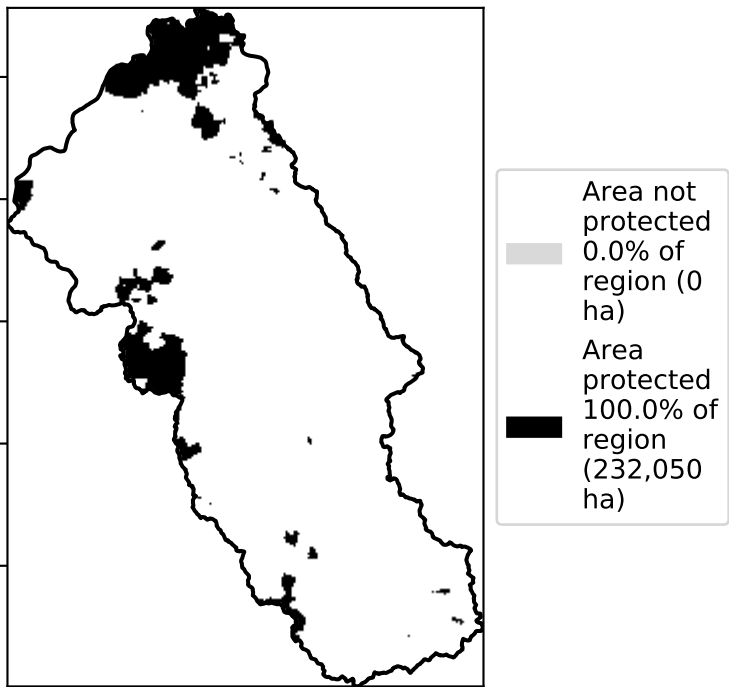 Area not
protected
0.0% of
region (0
ha)
Area
protected
100.0% of
region
(232,050
ha)